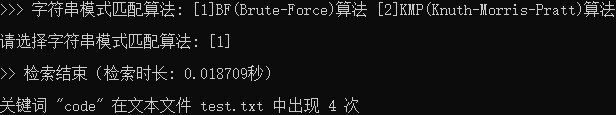 >>> 字符串模式匹配算法: [1]BF(Brute-Force)算法 [2]KMP(Knuth-Morris-Pratt)算法
请选择字符串模式匹配算法: [1]
>> 检索结束 (检索时长: 0.018709秒)
关键词 "code" 在文本文件 test.txt 中出现 4 次